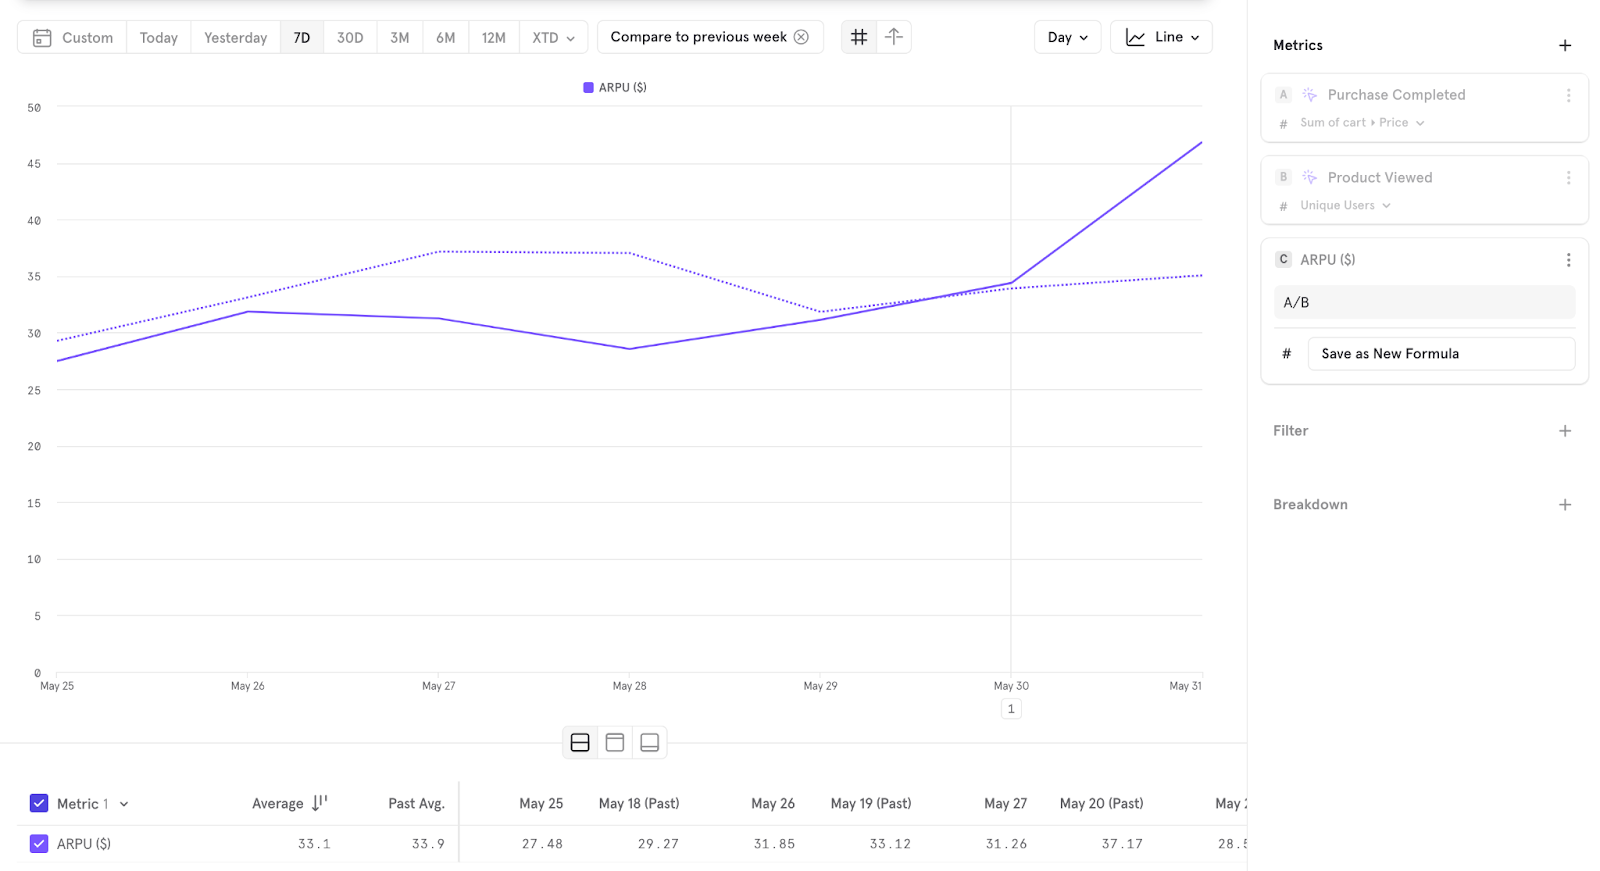 Custom Today Yesterday 7D 30D 3M 6M 12M XTD Compare to previous week Day Line
ARPU ($)
50
45
40
35
30
25
20
15
10
5
0
May 25 May 26 May 27 May 28 May 29 May 30 May 31
1
Metric 1 Average Past Avg. May 25 May 18 (Past) May 26 May 19 (Past) May 27 May 20 (Past) May
ARPU ($) 33.1 33.9 27.48 29.27 31.85 33.12 31.26 37.17 28.5
Metrics
A Purchase Completed
# Sum of cart Price
B Product Viewed
# Unique Users
C ARPU ($)
A/B
# Save as New Formula
Filter
Breakdown